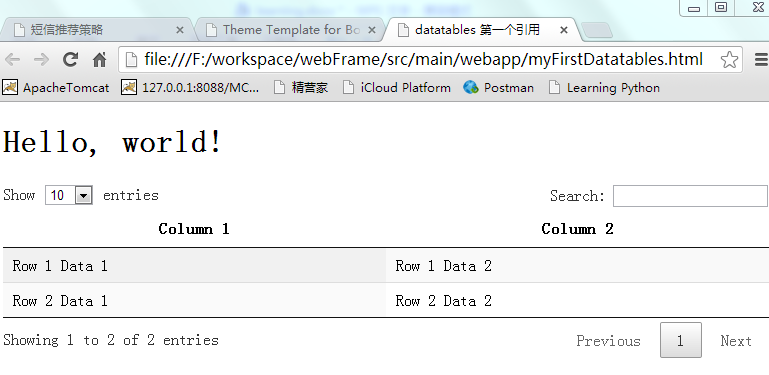 短信推荐策略 Theme Template for Bo datatables 第一个引用
file:///F:/workspace/webFrame/src/main/webapp/myFirstDatatables.html
ApacheTomcat 127.0.0.1:8088/MC... 精营家 iCloud Platform Postman Learning Python
Hello, world!
Show 10 entries Search:
Column 1 Column 2
Row 1 Data 1 Row 1 Data 2
Row 2 Data 1 Row 2 Data 2
Showing 1 to 2 of 2 entries Previous 1 Next